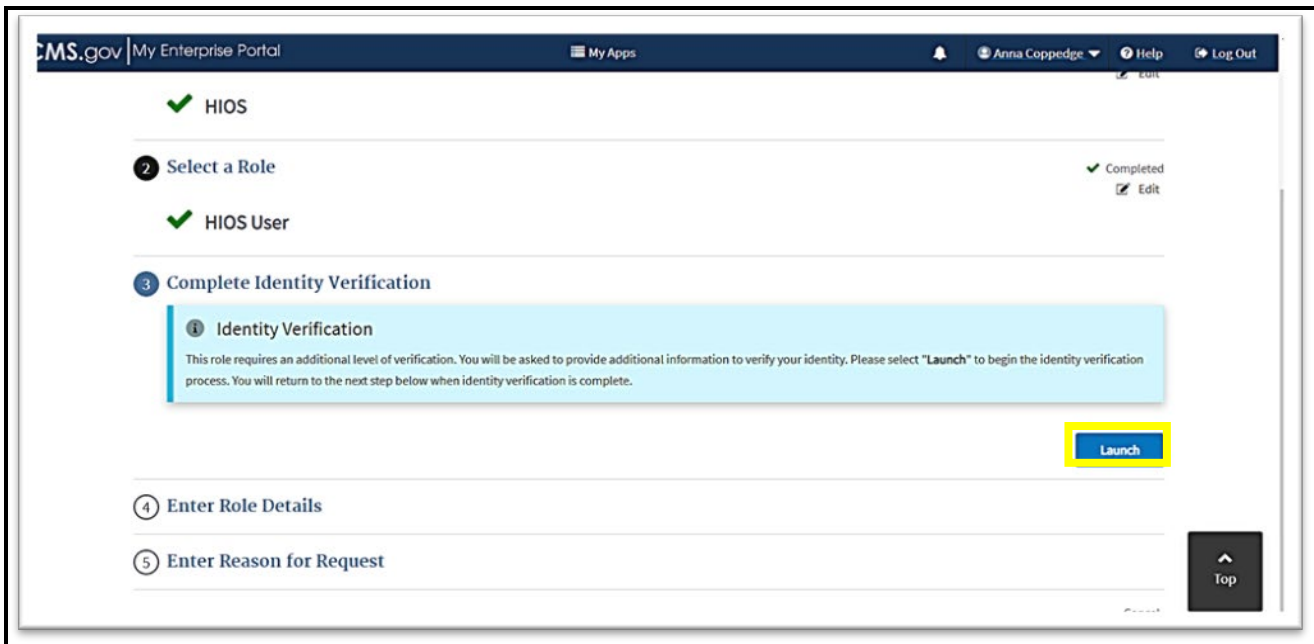 CMS.gov My Enterprise Portal My Apps Anna Coppedge Help Log Out
Edit
HIOS
2 Select a Role
Completed
Edit
HIOS User
3 Complete Identity Verification
Identity Verification
This role requires an additional level of verification. You will be asked to provide additional information to verify your identity. Please select "Launch" to begin the identity verification
process. You will return to the next step below when identity verification is complete.
Launch
4 Enter Role Details
5 Enter Reason for Request
Top